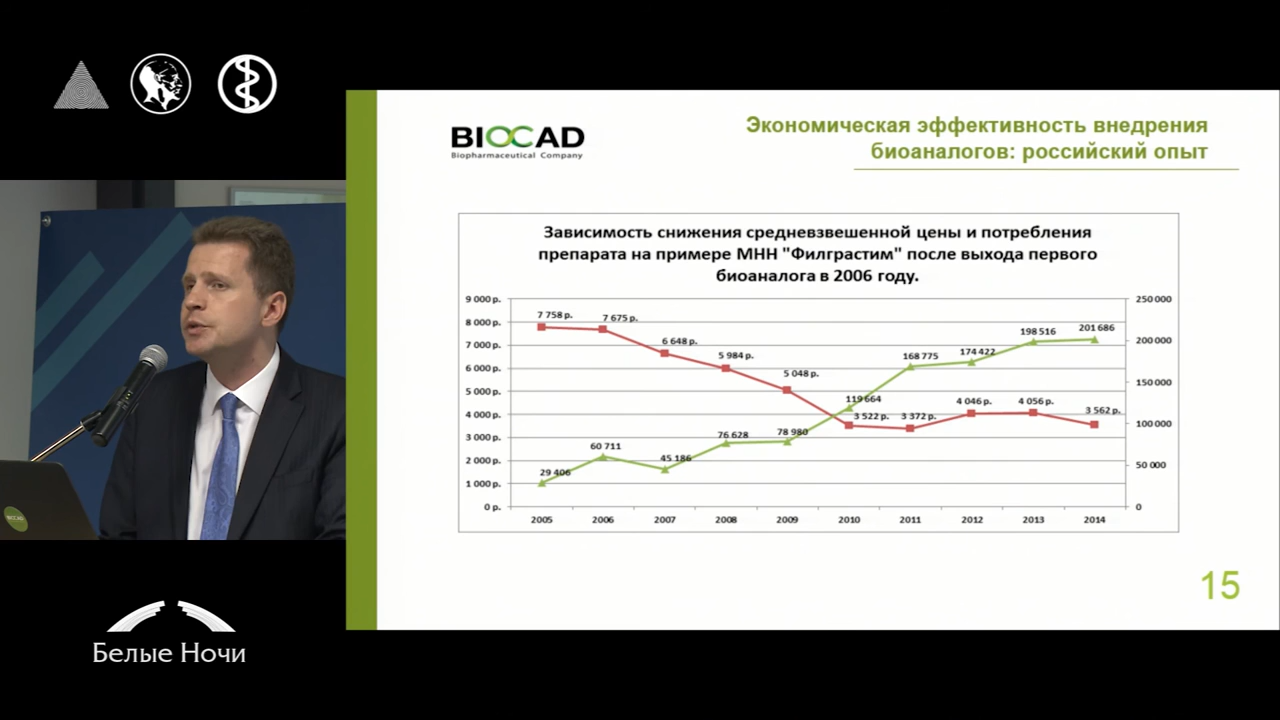 BIOCAD
Biopharmaceutical Company
Экономическая эффективность внедрения
биоаналогов: российский опыт
Зависимость снижения средневзвешенной цены и потребления
препарата на примере МНН "Филграстим" после выхода первого
биоаналога в 2006 году.
9 000 р.
8 000 р.
7 000 р.
6 000 р.
5 000 р.
4 000 р.
3 000 р.
2 000 р.
1 000 р.
0 р.
7 758 р.
7 675 р.
6 648 р.
5 984 р.
5 048 р.
3 522 р.
3 372 р.
4 046 р.
4 056 р.
3 562 р.
29 406
60 711
45 186
76 628
78 980
119 664
168 775
174 422
198 516
201 686
250 000
200 000
150 000
100 000
50 000
0
2005 2006 2007 2008 2009 2010 2011 2012 2013 2014
15
BIOCAD
Белые Ночи